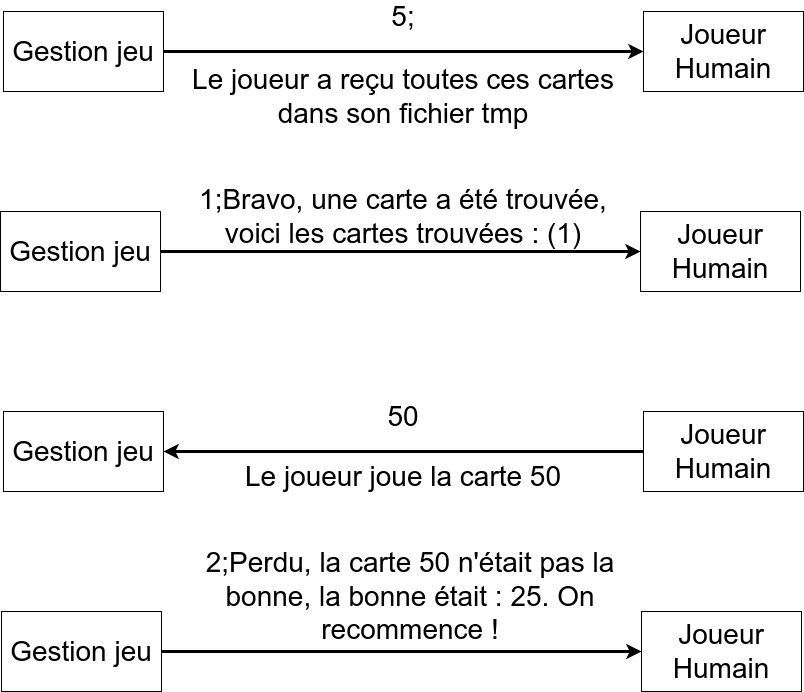 5;
Gestion jeu
Joueur
Humain
Le joueur a reçu toutes ces cartes
dans son fichier tmp
1;Bravo, une carte a été trouvée,
voici les cartes trouvées : (1)
Gestion jeu
Joueur
Humain
50
Gestion jeu
Joueur
Humain
Le joueur joue la carte 50
2;Perdu, la carte 50 n'était pas la
bonne, la bonne était : 25. On
recommence !
Gestion jeu
Joueur
Humain